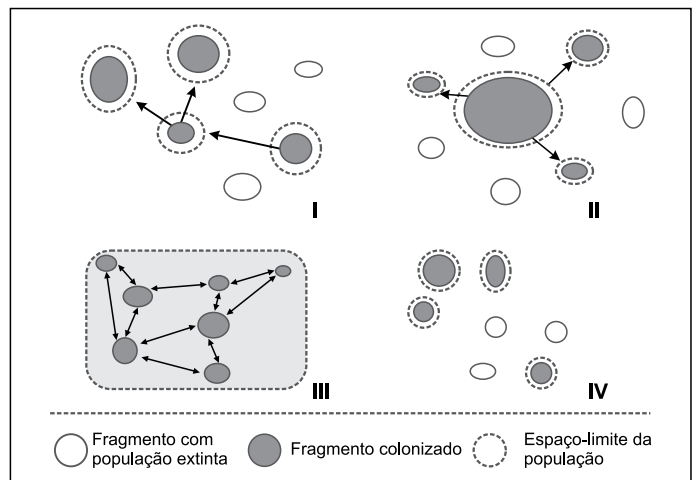 I
II
III
IV
Fragmento com
população extinta
Fragmento colonizado
Espaço-limite da
população